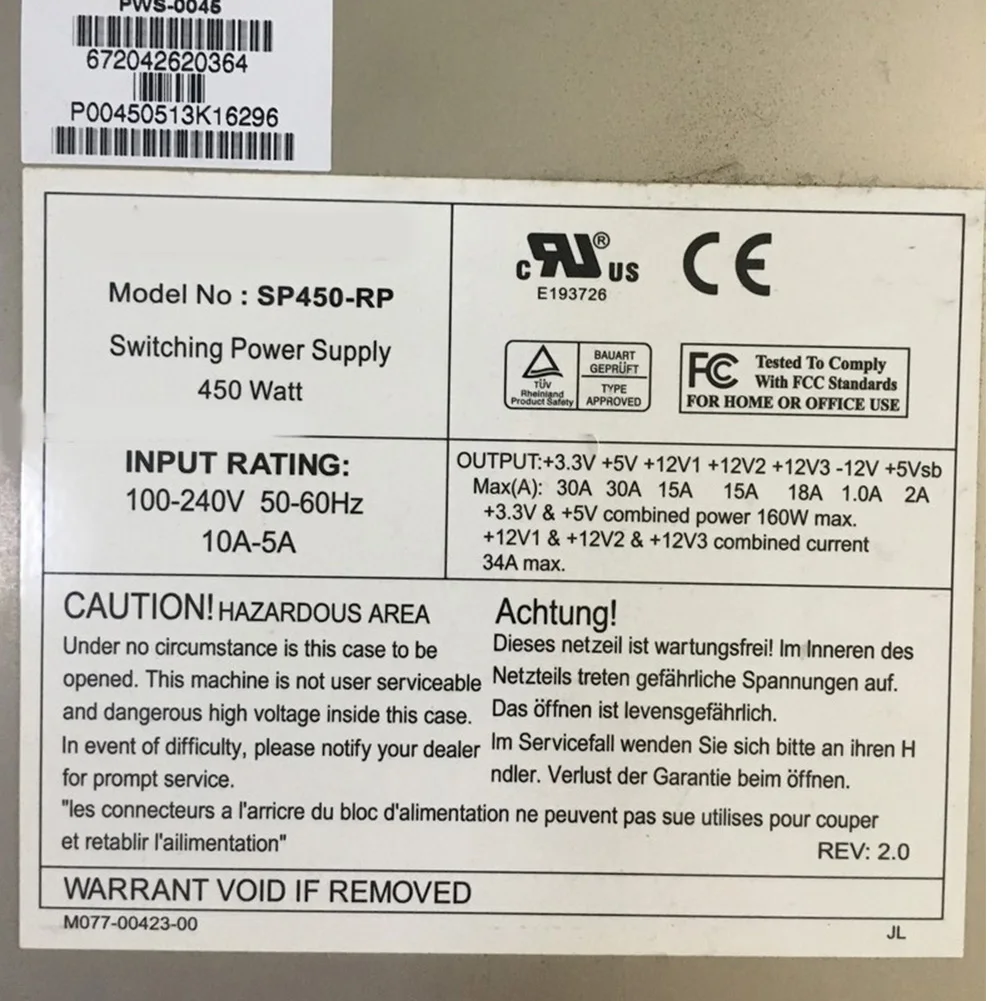 PWS-0045
672042620364
P00450513K16296
Model No : SP450-RP
Switching Power Supply
450 Watt
c RU ® US
E193726
CE
TÜV
Rheinland
Product Safety
BAUART
GEPRÜFT
TYPE
APPROVED
FC Tested To Comply
With FCC Standards
FOR HOME OR OFFICE USE
INPUT RATING:
100-240V 50-60Hz
10A-5A
OUTPUT:+3.3V +5V +12V1 +12V2 +12V3 -12V +5Vsb
Max(A): 30A 30A 15A 15A 18A 1.0A 2A
+3.3V & +5V combined power 160W max.
+12V1 & +12V2 & +12V3 combined current
34A max.
CAUTION! HAZARDOUS AREA
Under no circumstance is this case to be
opened. This machine is not user serviceable
and dangerous high voltage inside this case.
In event of difficulty, please notify your dealer
for prompt service.
Achtung!
Dieses netzeil ist wartungsfrei! Im Inneren des
Netzteils treten gefährliche Spannungen auf.
Das öffnen ist levensgefährlich.
Im Servicefall wenden Sie sich bitte an ihren H
ndler. Verlust der Garantie beim öffnen.
"les connecteurs a l'arricre du bloc d'alimentation ne peuvent pas sue utilises pour couper
et retablir l'ailimentation"
REV: 2.0
WARRANT VOID IF REMOVED
M077-00423-00
JL